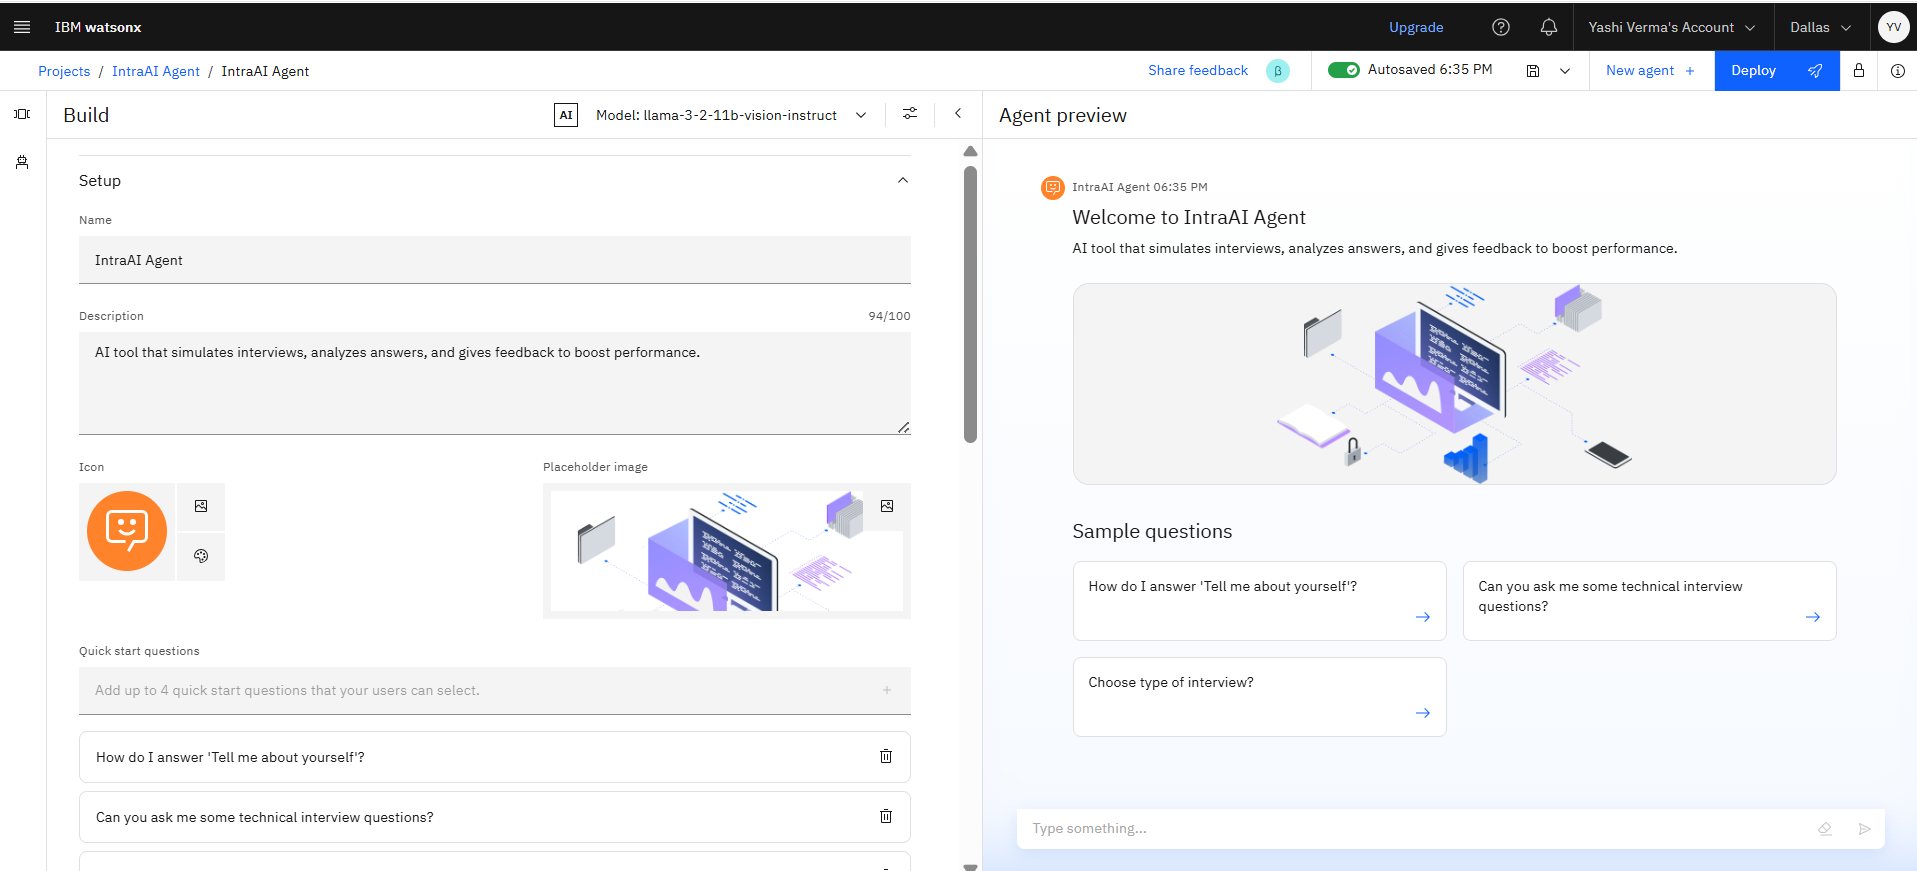 IBM watsonx
Upgrade
Yashi Verma's Account
Dallas
YV
Projects / IntraAI Agent / IntraAI Agent
Share feedback
β
Autosaved 6:35 PM
New agent +
Deploy
Build
AI
Model: llama-3-2-11b-vision-instruct
Setup
Name
IntraAI Agent
Description
94/100
AI tool that simulates interviews, analyzes answers, and gives feedback to boost performance.
Icon
Placeholder image
Quick start questions
Add up to 4 quick start questions that your users can select.
How do I answer 'Tell me about yourself'?
Can you ask me some technical interview questions?
Agent preview
IntraAI Agent 06:35 PM
Welcome to IntraAI Agent
AI tool that simulates interviews, analyzes answers, and gives feedback to boost performance.
Sample questions
How do I answer 'Tell me about yourself'?
Can you ask me some technical interview
questions?
Choose type of interview?
Type something...